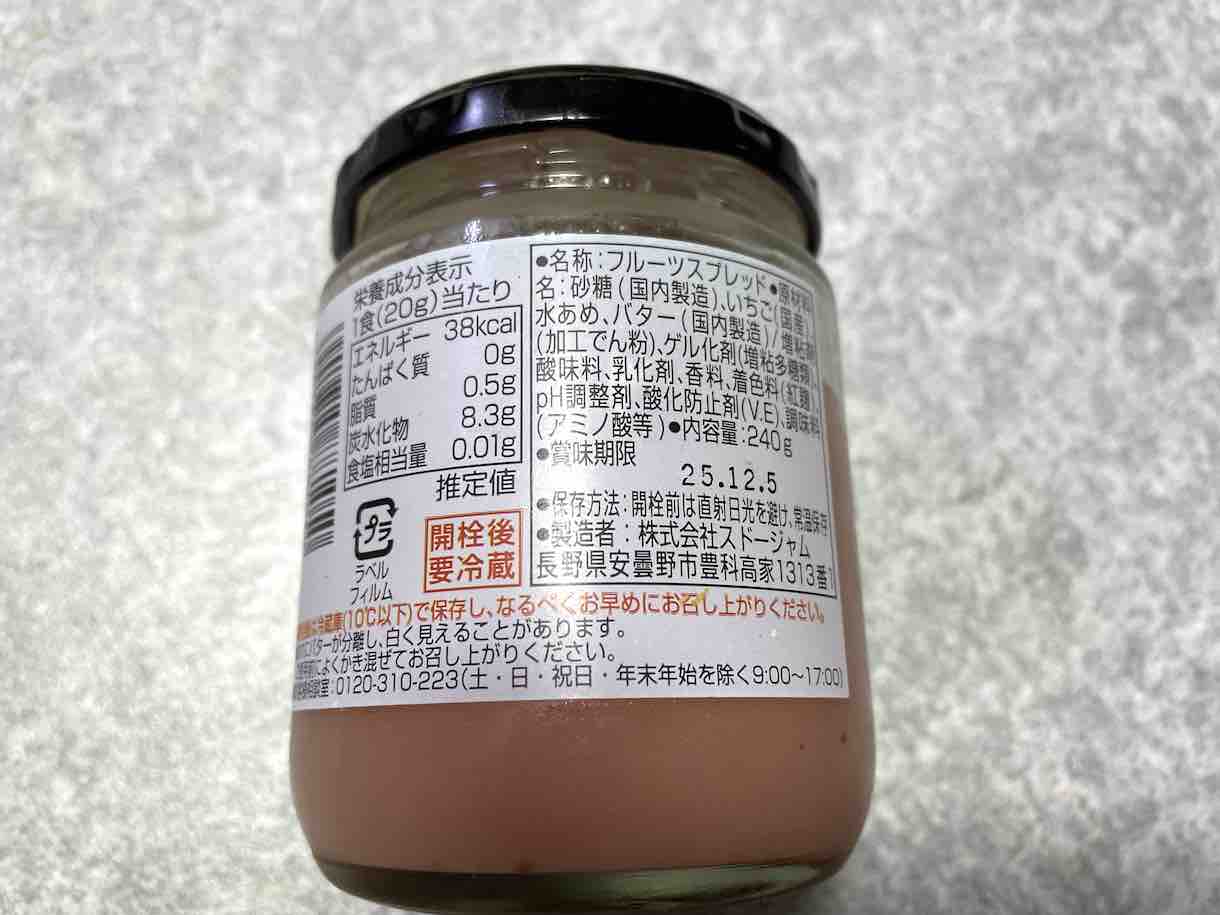 栄養成分表示
1食(20g)当たり
エネルギー 38kcal
たんぱく質 0g
脂質 0.5g
炭水化物 8.3g
食塩相当量 0.01g
推定値
プラ
ラベル
フィルム
開栓後
要冷蔵
●名称:フルーツスプレッド●原材料
名:砂糖(国内製造)、いちご(国産)、
水あめ、バター(国内製造)/増粘剤
(加工でん粉)、ゲル化剤(増粘多糖類)、
酸味料、乳化剤、香料、着色料(紅麹)、
pH調整剤、酸化防止剤(V.E)、調味料
(アミノ酸等)●内容量:240g
●賞味期限
25.12.5
●保存方法:開栓前は直射日光を避け、常温保存
●製造者:株式会社スドージャム
長野県安曇野市豊科高家1313番1
冷蔵庫(10℃以下)で保存し、なるべくお早めにお召し上がりください。
バターが分離し、白く見えることがあります。
前によくかき混ぜてお召し上がりください。
室:0120-310-223(土・日・祝日・年末年始を除く9:00〜17:00)